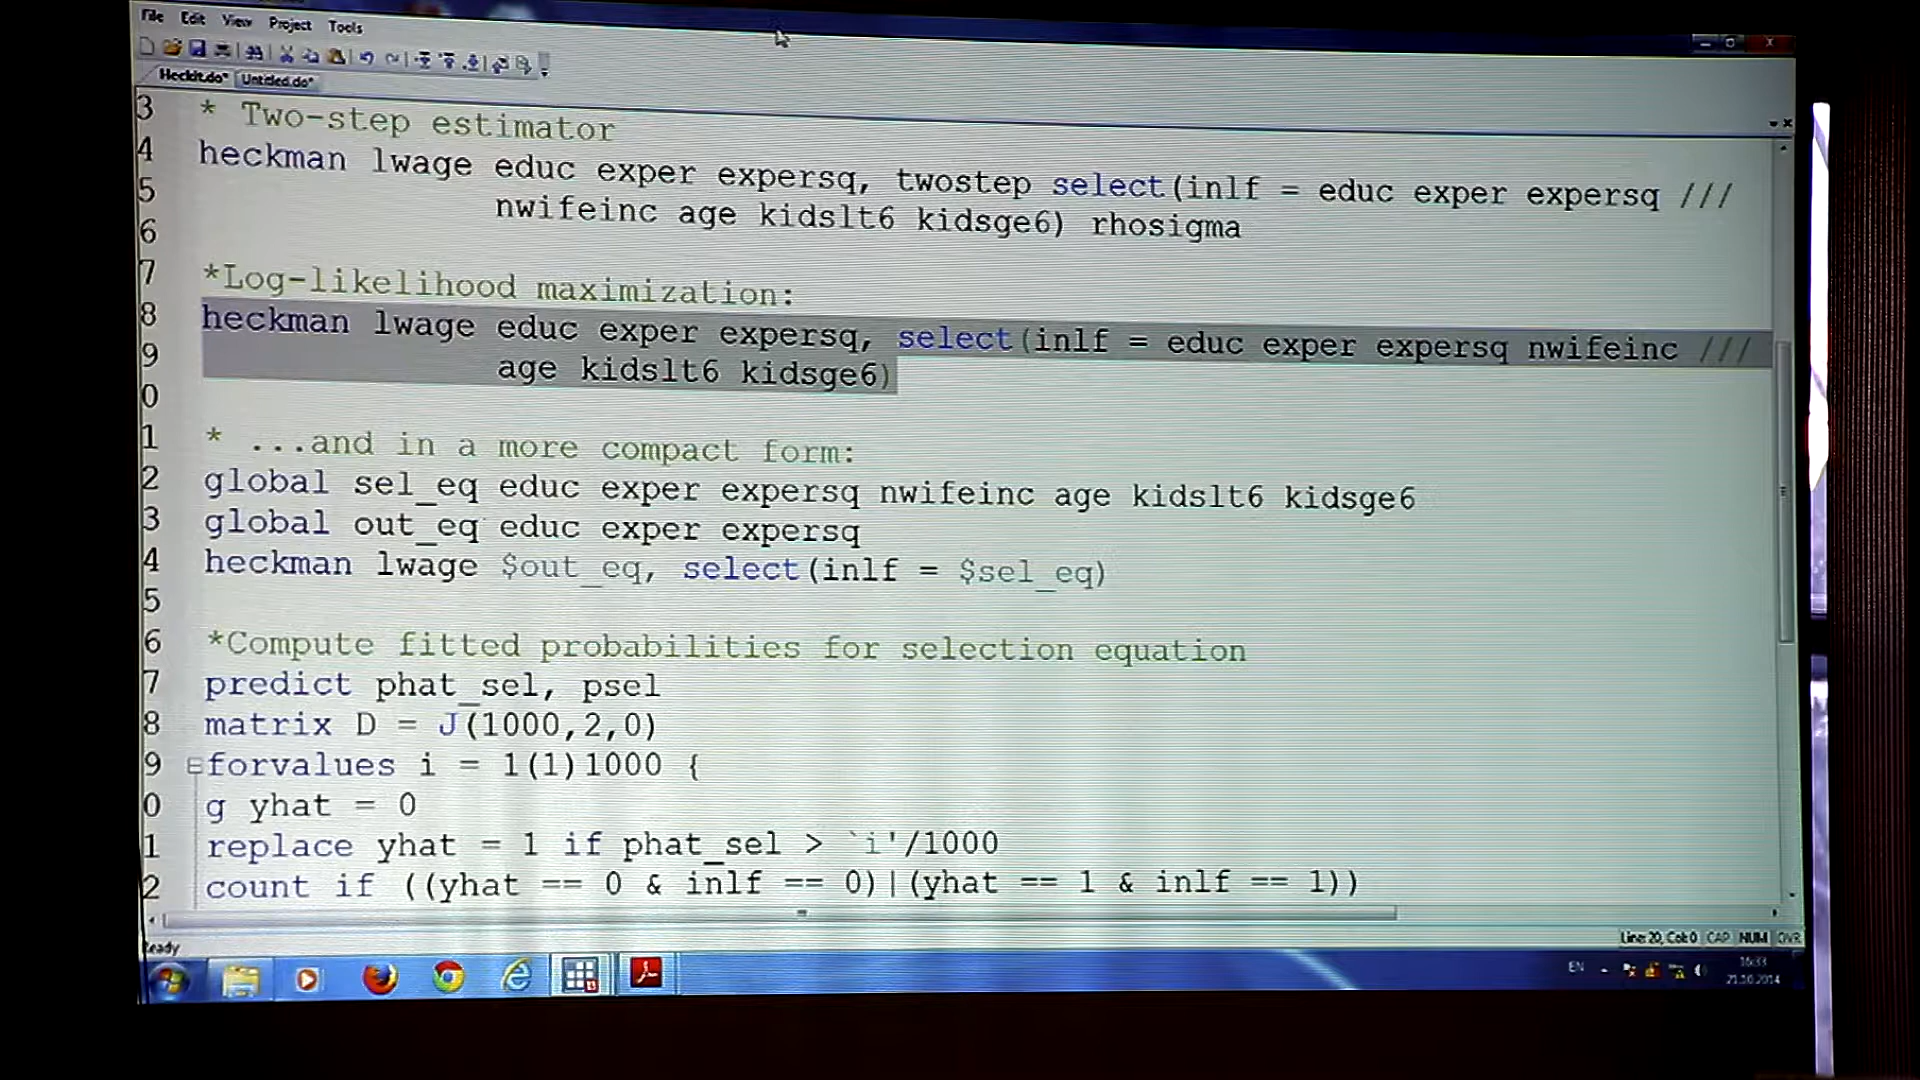 File Edit View Project Tools
Heckit.do* Untitled.do*
3 * Two-step estimator
4 heckman lwage educ exper expersq, twostep select(inlf = educ exper expersq ///
5 nwifeinc age kidslt6 kidsge6) rhosigma
6
7 *Log-likelihood maximization:
8 heckman lwage educ exper expersq, select(inlf = educ exper expersq nwifeinc ///
9 age kidslt6 kidsge6)
0
1 * ...and in a more compact form:
2 global sel_eq educ exper expersq nwifeinc age kidslt6 kidsge6
3 global out_eq educ exper expersq
4 heckman lwage $out_eq, select(inlf = $sel_eq)
5
6 *Compute fitted probabilities for selection equation
7 predict phat_sel, psel
8 matrix D = J(1000,2,0)
9 forvalues i = 1(1)1000 {
0 g yhat = 0
1 replace yhat = 1 if phat_sel > `i'/1000
2 count if ((yhat == 0 & inlf == 0)|(yhat == 1 & inlf == 1))
Ready
Line: 20, Col: 0 CAP NUM OVR
EN
16:33
21.10.2014